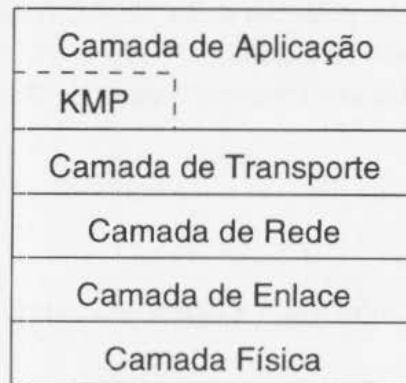 Camada de Aplicação
KMP
Camada de Transporte
Camada de Rede
Camada de Enlace
Camada Física